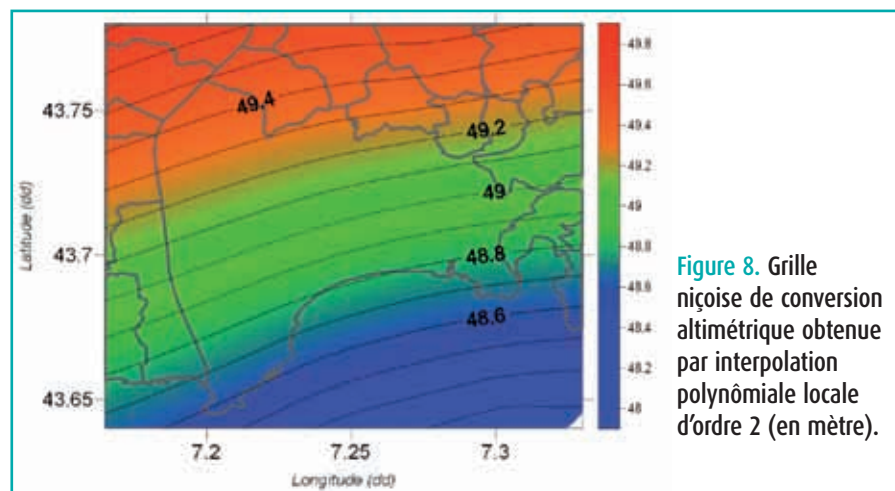 49.8
49.6
49.4
49.2
49
48.8
48.6
48.4
48.2
48
49.4
49.2
49
48.8
48.6
43.75
43.7
43.65
Latitude (dd)
7.2
7.25
7.3
Longitude (dd)
Figure 8. Grille
niçoise de conversion
altimétrique obtenue
par interpolation
polynômiale locale
d'ordre 2 (en mètre).